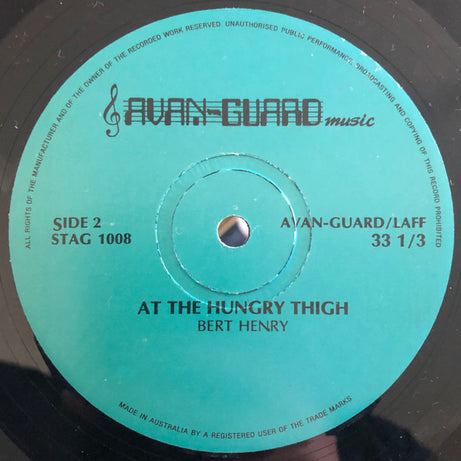 ALL RIGHTS OF THE MANUFACTURER AND OF THE OWNER OF THE RECORDED WORK RESERVED. UNAUTHORISED PUBLIC PERFORMANCE, BROADCASTING AND COPYING OF THIS RECORD PROHIBITED
AVAN-GUARD music
SIDE 2
STAG 1008
AVAN-GUARD/LAFF
33 1/3
AT THE HUNGRY THIGH
BERT HENRY
MADE IN AUSTRALIA BY A REGISTERED USER OF THE TRADE MARKS